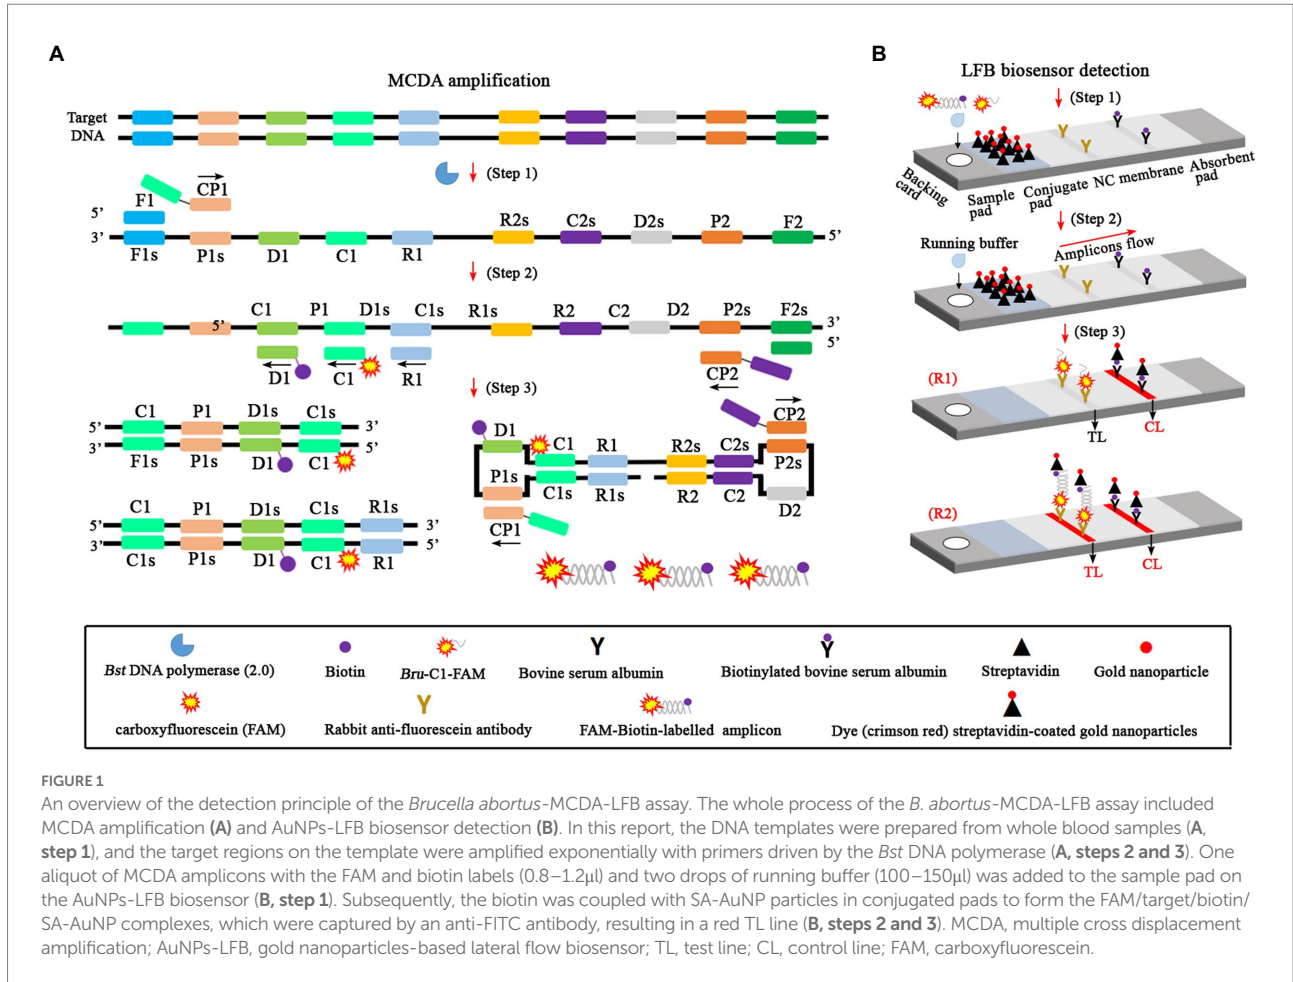 A
MCDA amplification
Target
DNA
(Step 1)
CP1
F1
5’
3’
R2s C2s D2s P2 F2
5’
F1s P1s D1 C1 R1
(Step 2)
C1 P1 D1s C1s R1s R2 C2 D2 P2s F2s
5’
3’
5’
D1 C1 R1
CP2
(Step 3)
C1 P1 D1s C1s
5’ 3’
3’ 5’
F1s P1s D1 C1
C1 P1 D1s C1s R1s
5’ 3’
3’ 5’
C1s P1s D1 C1 R1
D1 C1 R1 R2s C2s CP2
P2s
P1s
C1s R1s R2 C2 D2
CP1
B
LFB biosensor detection
(Step 1)
Backing card
Sample pad
Conjugate pad
NC membrane
Absorbent pad
(Step 2)
Running buffer
Amplicons flow
(Step 3)
(R1)
TL CL
(R2)
TL CL
Bst DNA polymerase (2.0) Biotin Bru-C1-FAM Bovine serum albumin Biotinylated bovine serum albumin Streptavidin Gold nanoparticle
carboxyfluorescein (FAM) Rabbit anti-fluorescein antibody FAM-Biotin-labelled amplicon Dye (crimson red) streptavidin-coated gold nanoparticles
FIGURE 1
An overview of the detection principle of the Brucella abortus-MCDA-LFB assay. The whole process of the B. abortus-MCDA-LFB assay included
MCDA amplification (A) and AuNPs-LFB biosensor detection (B). In this report, the DNA templates were prepared from whole blood samples (A,
step 1), and the target regions on the template were amplified exponentially with primers driven by the Bst DNA polymerase (A, steps 2 and 3). One
aliquot of MCDA amplicons with the FAM and biotin labels (0.8–1.2μl) and two drops of running buffer (100–150μl) was added to the sample pad on
the AuNPs-LFB biosensor (B, step 1). Subsequently, the biotin was coupled with SA-AuNP particles in conjugated pads to form the FAM/target/biotin/
SA-AuNP complexes, which were captured by an anti-FITC antibody, resulting in a red TL line (B, steps 2 and 3). MCDA, multiple cross displacement
amplification; AuNPs-LFB, gold nanoparticles-based lateral flow biosensor; TL, test line; CL, control line; FAM, carboxyfluorescein.